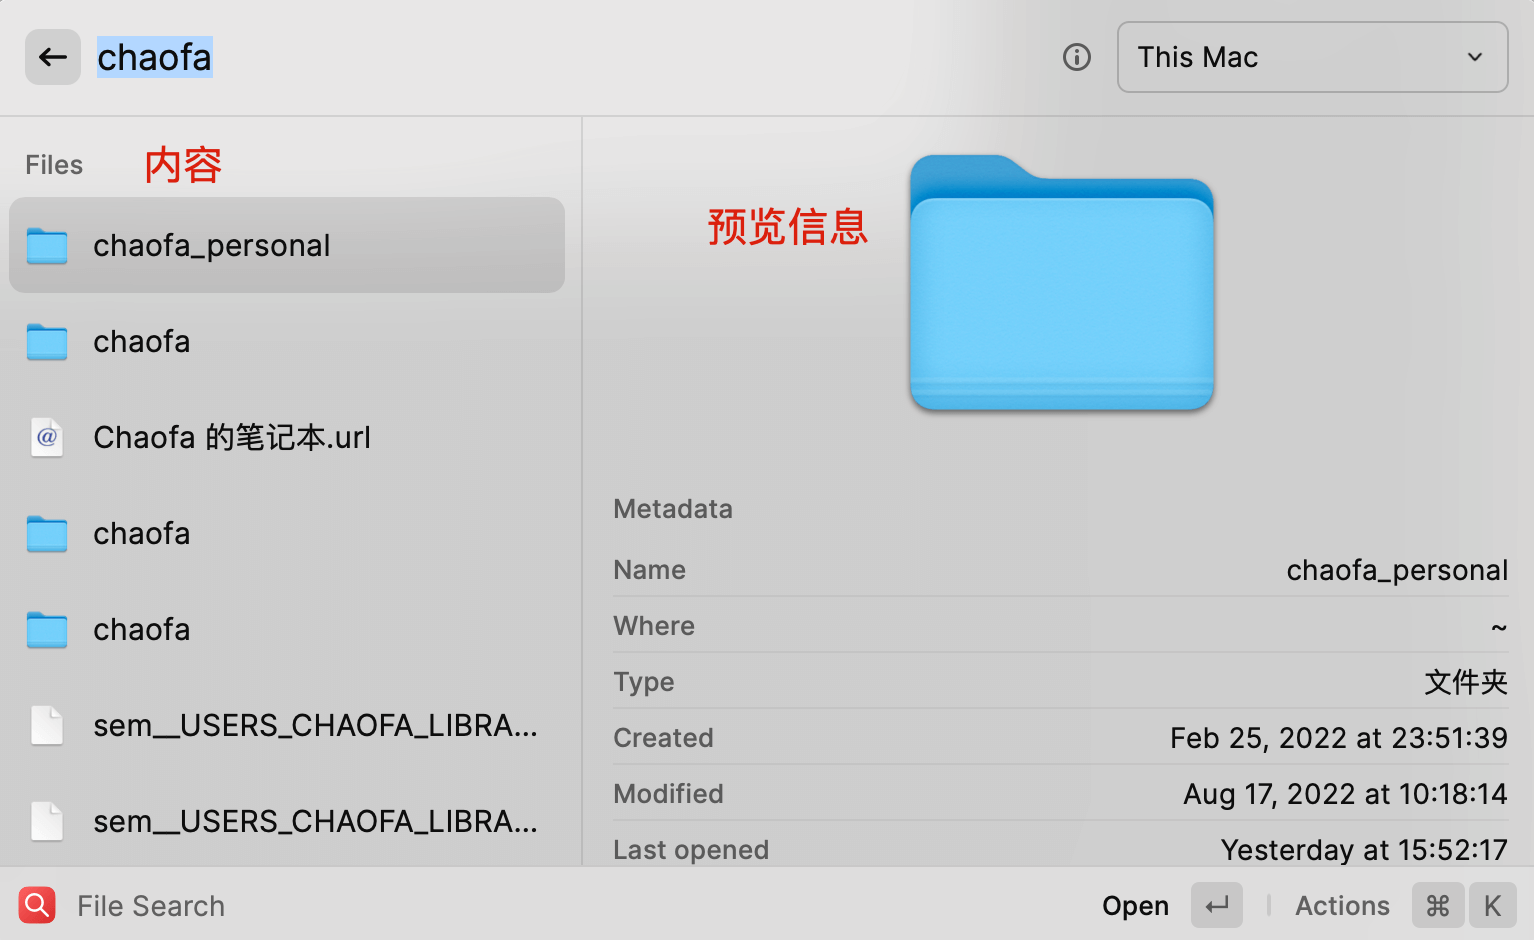 chaofa
This Mac
Files
内容
chaofa_personal
chaofa
Chaofa 的笔记本.url
chaofa
chaofa
sem__USERS_CHAOFA_LIBRA...
sem__USERS_CHAOFA_LIBRA...
预览信息
Metadata
Name chaofa_personal
Where ~
Type 文件夹
Created Feb 25, 2022 at 23:51:39
Modified Aug 17, 2022 at 10:18:14
Last opened Yesterday at 15:52:17
File Search
Open ↵ Actions ⌘ K